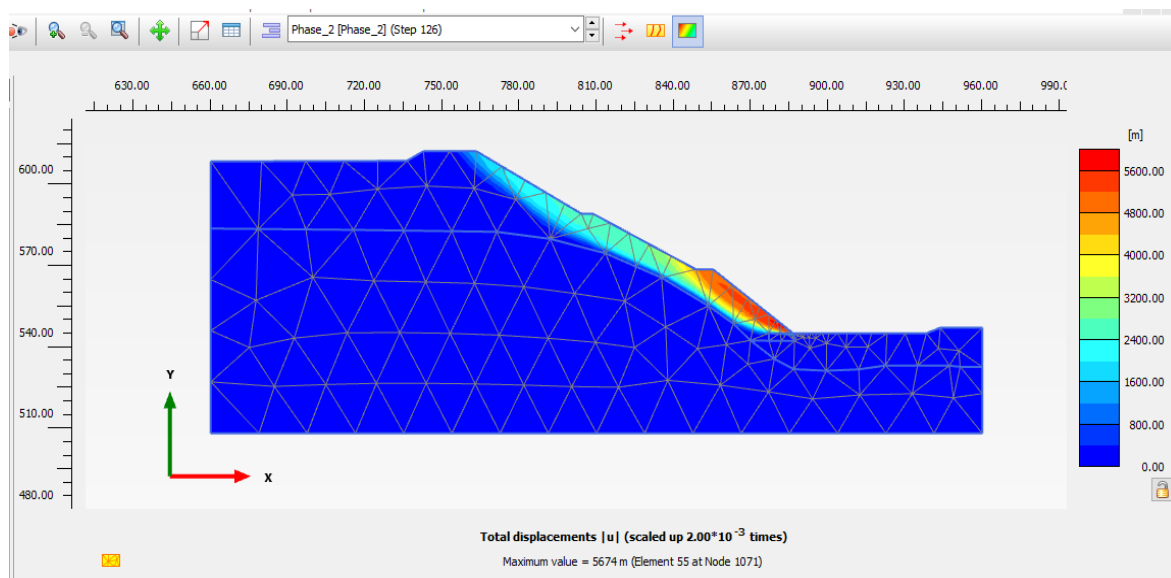 Phase_2 [Phase_2] (Step 126)
630.00 660.00 690.00 720.00 750.00 780.00 810.00 840.00 870.00 900.00 930.00 960.00 990.0
[m]
600.00
570.00
540.00
510.00
480.00
Y
X
5600.00
4800.00
4000.00
3200.00
2400.00
1600.00
800.00
0.00
Total displacements |u| (scaled up 2.00*10⁻³ times)
Maximum value = 5674 m (Element 55 at Node 1071)